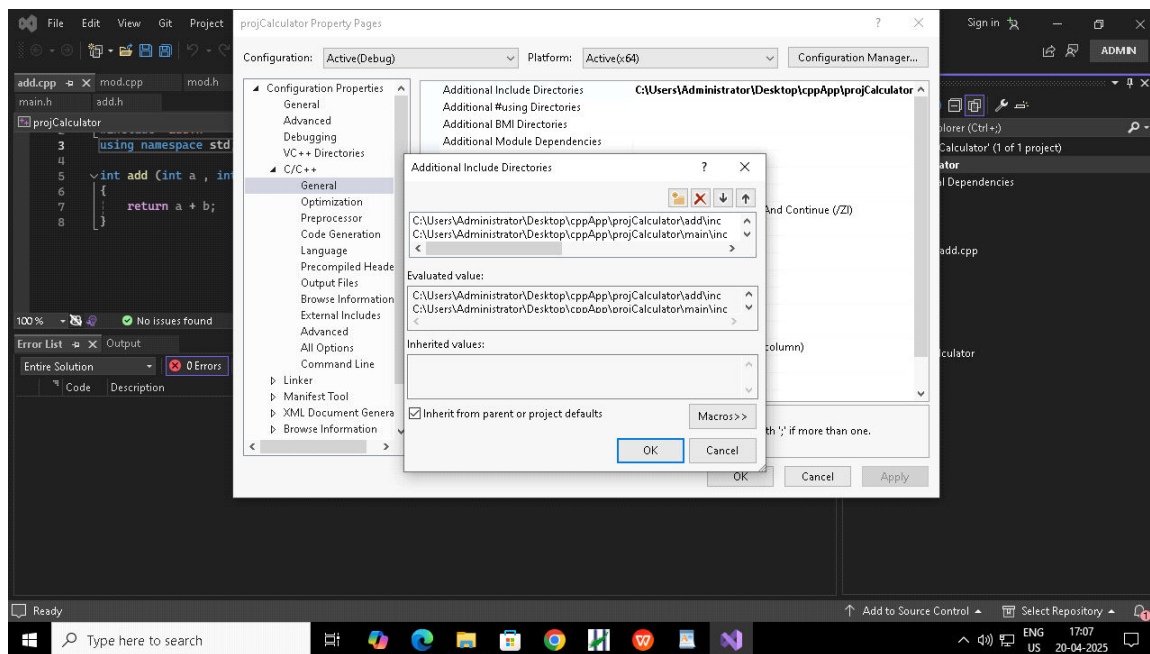 File Edit View Git Project
projCalculator Property Pages
? ×
Sign in
Configuration: Active(Debug) Platform: Active(x64) Configuration Manager...
ADMIN
add.cpp × mod.cpp mod.h
main.h add.h
projCalculator
3 using namespace std
4
5 int add (int a , int
6 {
7 return a + b;
8 }
100 % No issues found
Error List Output
Entire Solution 0 Errors
Code Description
Configuration Properties
General
Advanced
Debugging
VC++ Directories
C/C++
General
Optimization
Preprocessor
Code Generation
Language
Precompiled Heade
Output Files
Browse Information
External Includes
Advanced
All Options
Command Line
Linker
Manifest Tool
XML Document Genera
Browse Information
Additional Include Directories C:\Users\Administrator\Desktop\cppApp\projCalculator
Additional #using Directories
Additional BMI Directories
Additional Module Dependencies
And Continue (/ZI)
column)
th ';' if more than one.
OK Cancel Apply
Additional Include Directories ? ×
C:\Users\Administrator\Desktop\cppApp\projCalculator\add\inc
C:\Users\Administrator\Desktop\cppApp\projCalculator\main\inc
Evaluated value:
C:\Users\Administrator\Desktop\cppApp\projCalculator\add\inc
C:\Users\Administrator\Desktop\cppApp\projCalculator\main\inc
Inherited values:
Inherit from parent or project defaults
Macros>>
OK Cancel
plorer (Ctrl+;)
Calculator' (1 of 1 project)
ator
al Dependencies
add.cpp
lculator
Ready
Add to Source Control Select Repository 1
Type here to search
ENG 17:07
US 20-04-2025